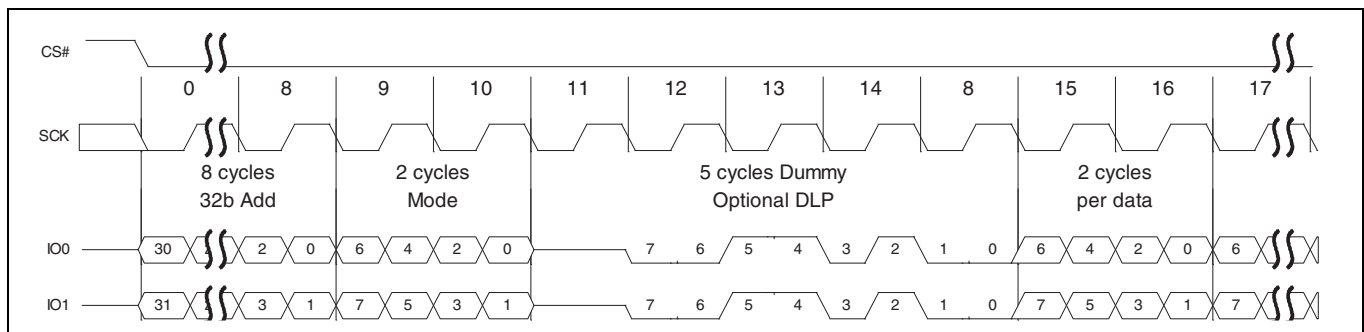 CS#
0 8 9 10 11 12 13 14 8 15 16 17
SCK
8 cycles 2 cycles 5 cycles Dummy 2 cycles
32b Add Mode Optional DLP per data
IO0 30 2 0 6 4 2 0 7 6 5 4 3 2 1 0 6 4 2 0 6
IO1 31 3 1 7 5 3 1 7 6 5 4 3 2 1 0 7 5 3 1 7